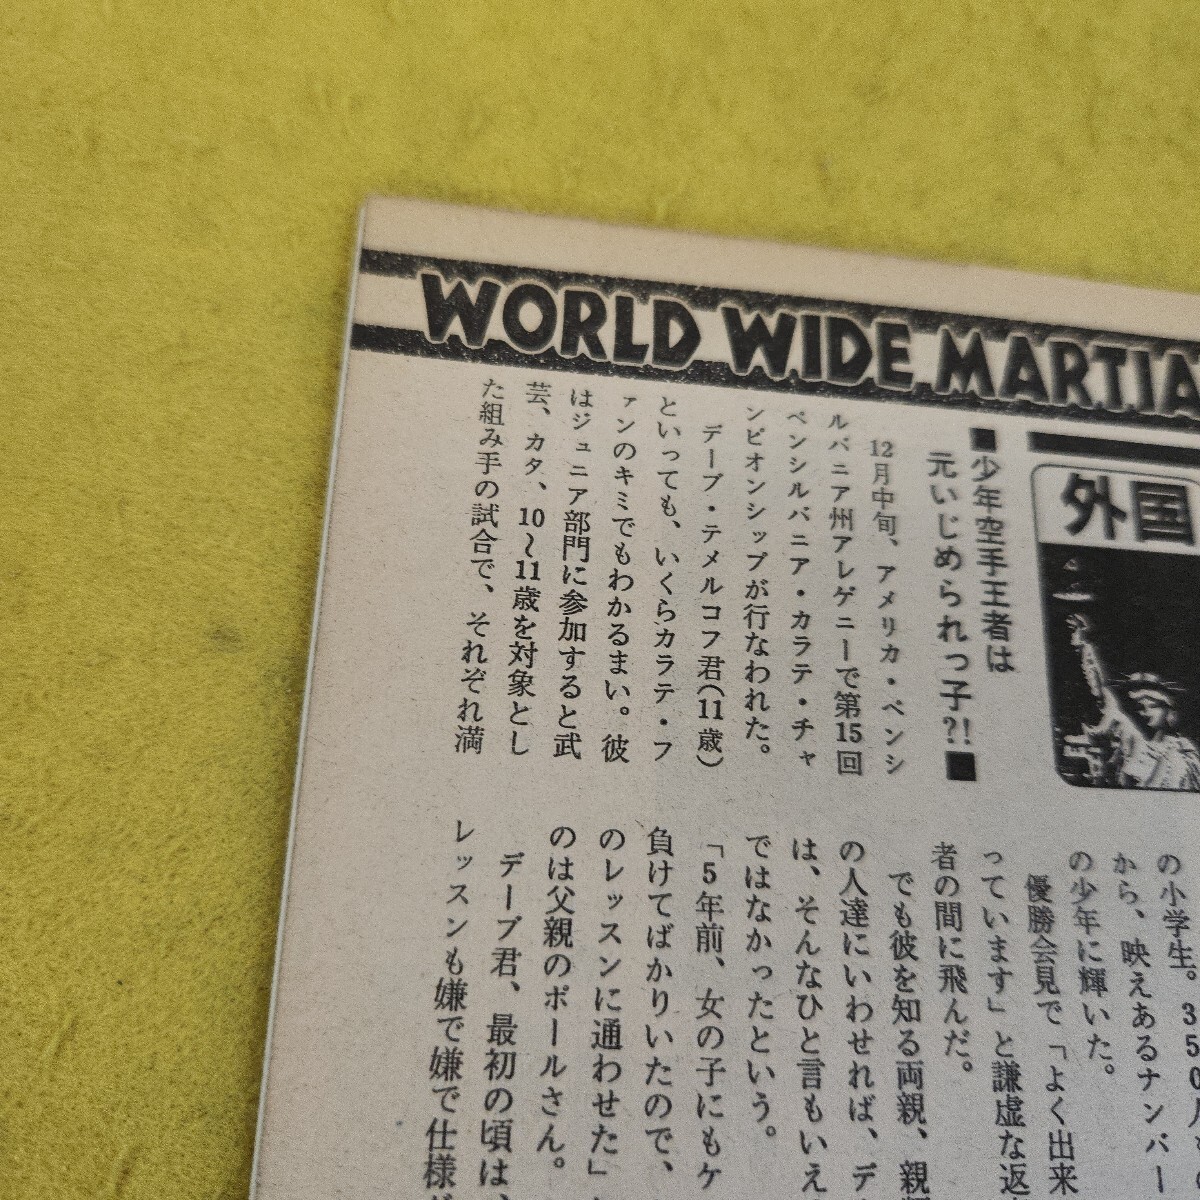 WORLD WIDE MARTIA
外国
■少年空手王者は
元いじめられっ子?!■
12月中旬、アメリカ・ペンシ
ルバニア州アレゲニーで第15回
ペンシルバニア・カラテ・チャ
ンピオンシップが行なわれた。
デーブ・テメルコフ君(11歳)
といっても、いくらカラテ・フ
ァンのキミでもわかるまい。彼
はジュニア部門に参加すると武
芸、カタ、10〜11歳を対象とし
た組み手の試合で、それぞれ満
の小学生。350人
から、映えあるナンバー
の少年に輝いた。
優勝会見で「よく出来
っています」と謙虚な返
者の間に飛んだ。
でも彼を知る両親、親
の人達にいわせれば、デ
は、そんなひと言もいえ
ではなかったという。
「5年前、女の子にもケ
負けてばかりいたので、
のレッスンに通わせた」
のは父親のポールさん。
デーブ君、最初の頃は、
レッスンも嫌で嫌で仕様が